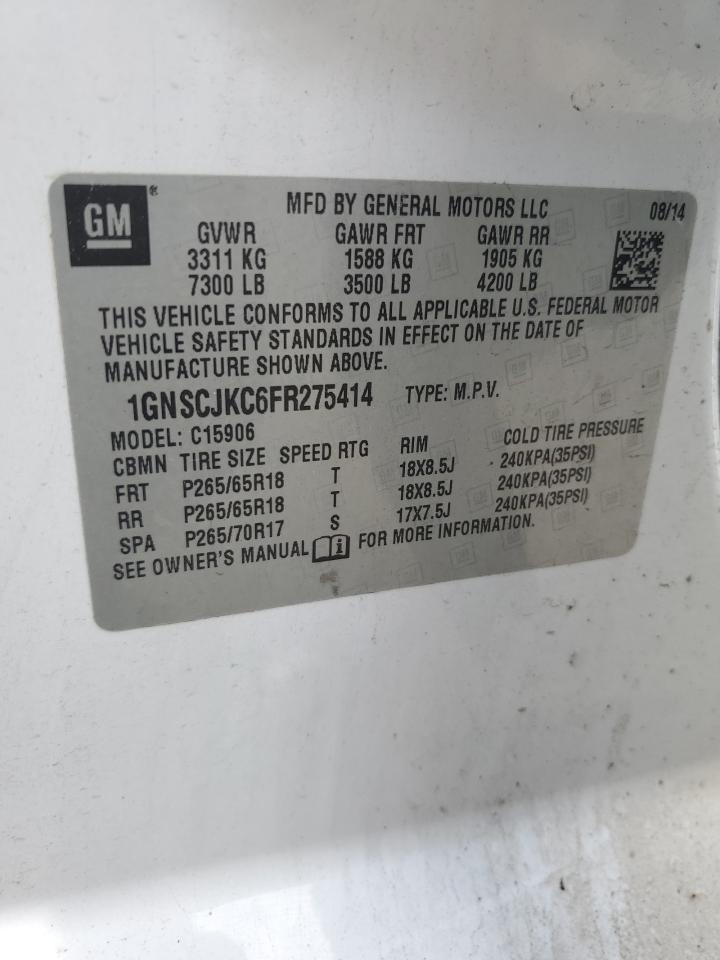 GM ® MFD BY GENERAL MOTORS LLC 08/14
GVWR GAWR FRT GAWR RR
3311 KG 1588 KG 1905 KG
7300 LB 3500 LB 4200 LB
THIS VEHICLE CONFORMS TO ALL APPLICABLE U.S. FEDERAL MOTOR
VEHICLE SAFETY STANDARDS IN EFFECT ON THE DATE OF
MANUFACTURE SHOWN ABOVE.
1GNSCJKC6FR275414 TYPE: M.P.V.
MODEL: C15906
CBMN TIRE SIZE SPEED RTG RIM COLD TIRE PRESSURE
FRT P265/65R18 T 18X8.5J 240KPA(35PSI)
RR P265/65R18 T 18X8.5J 240KPA(35PSI)
SPA P265/70R17 S 17X7.5J 240KPA(35PSI)
SEE OWNER'S MANUAL i FOR MORE INFORMATION.